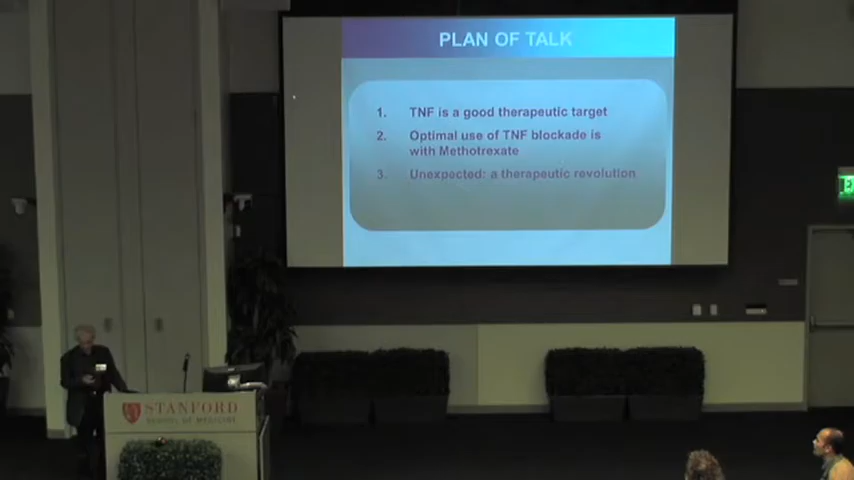 PLAN OF TALK
1. TNF is a good therapeutic target
2. Optimal use of TNF blockade is
with Methotrexate
3. Unexpected: a therapeutic revolution
STANFORD
SCHOOL OF MEDICINE